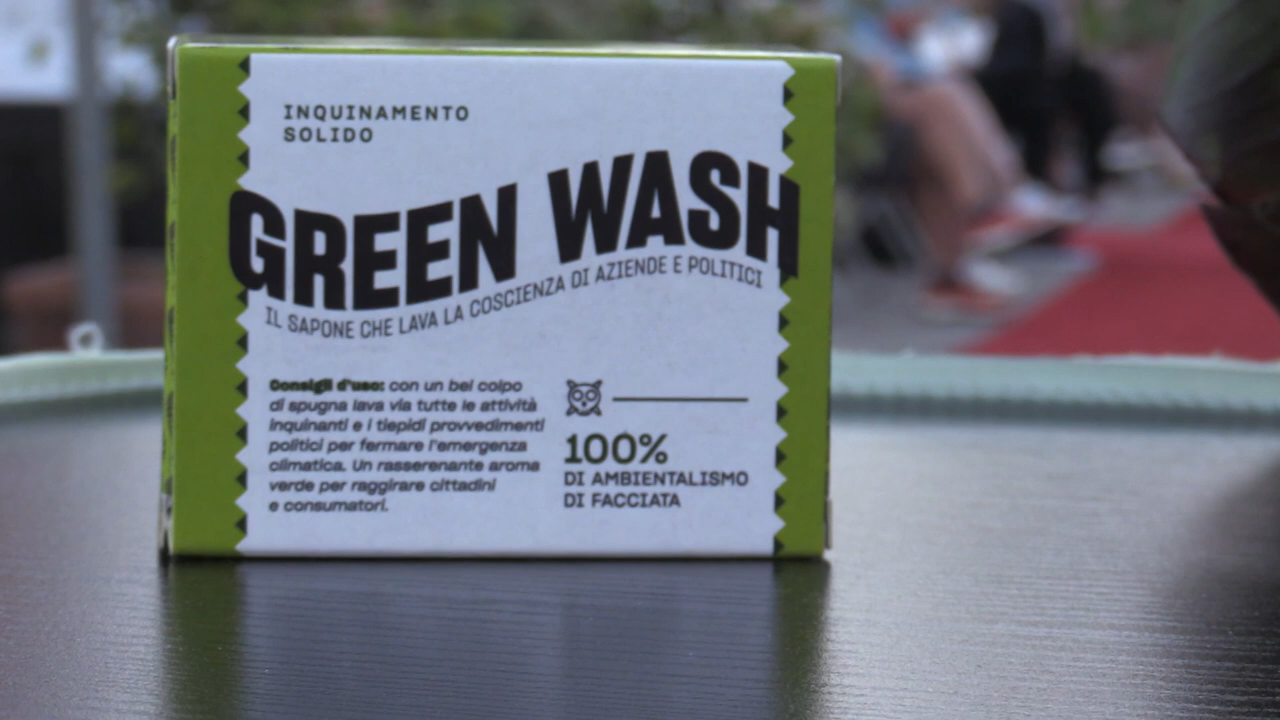 INQUINAMENTO
SOLIDO
GREEN WASH
IL SAPONE CHE LAVA LA COSCIENZA DI AZIENDE E POLITICI
Consigli d'uso: con un bel colpo
di spugna lava via tutte le attività
inquinanti e i tiepidi provvedimenti
politici per fermare l'emergenza
climatica. Un rasserenante aroma
verde per raggirare cittadini
e consumatori.
100%
DI AMBIENTALISMO
DI FACCIATA